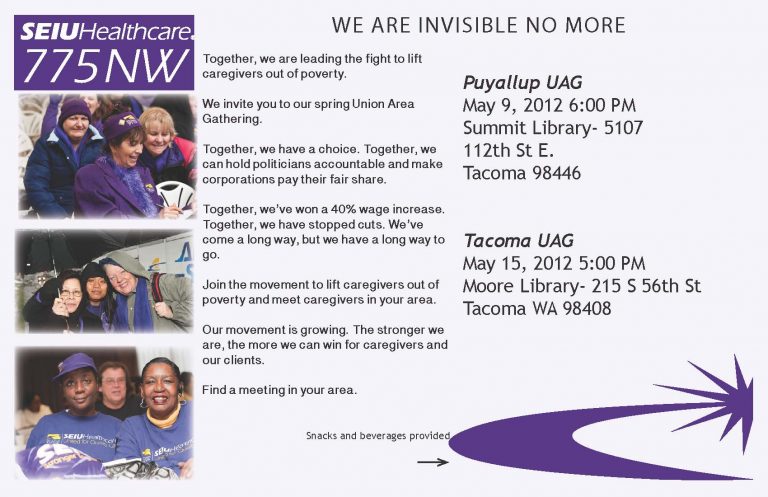 SEIUHealthcare.
775NW
WE ARE INVISIBLE NO MORE
Together, we are leading the fight to lift
caregivers out of poverty.
We invite you to our spring Union Area
Gathering.
Together, we have a choice. Together, we
can hold politicians accountable and make
corporations pay their fair share.
Together, we've won a 40% wage increase.
Together, we have stopped cuts. We've
come a long way, but we have a long way to
go.
Join the movement to lift caregivers out of
poverty and meet caregivers in your area.
Our movement is growing. The stronger we
are, the more we can win for caregivers and
our clients.
Find a meeting in your area.
Puyallup UAG
May 9, 2012 6:00 PM
Summit Library- 5107
112th St E.
Tacoma 98446
Tacoma UAG
May 15, 2012 5:00 PM
Moore Library- 215 S 56th St
Tacoma WA 98408
Snacks and beverages provided
SEIUHealthcare